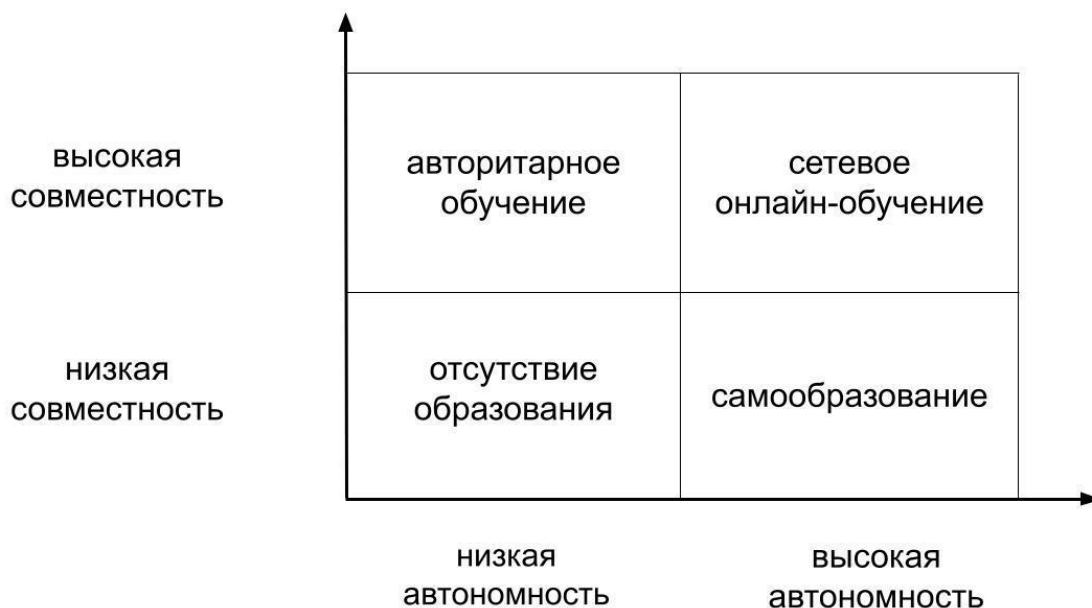 высокая
совместность
авторитарное
обучение
сетевое
онлайн-обучение
низкая
совместность
отсутствие
образования
самообразование
низкая
автономность
высокая
автономность